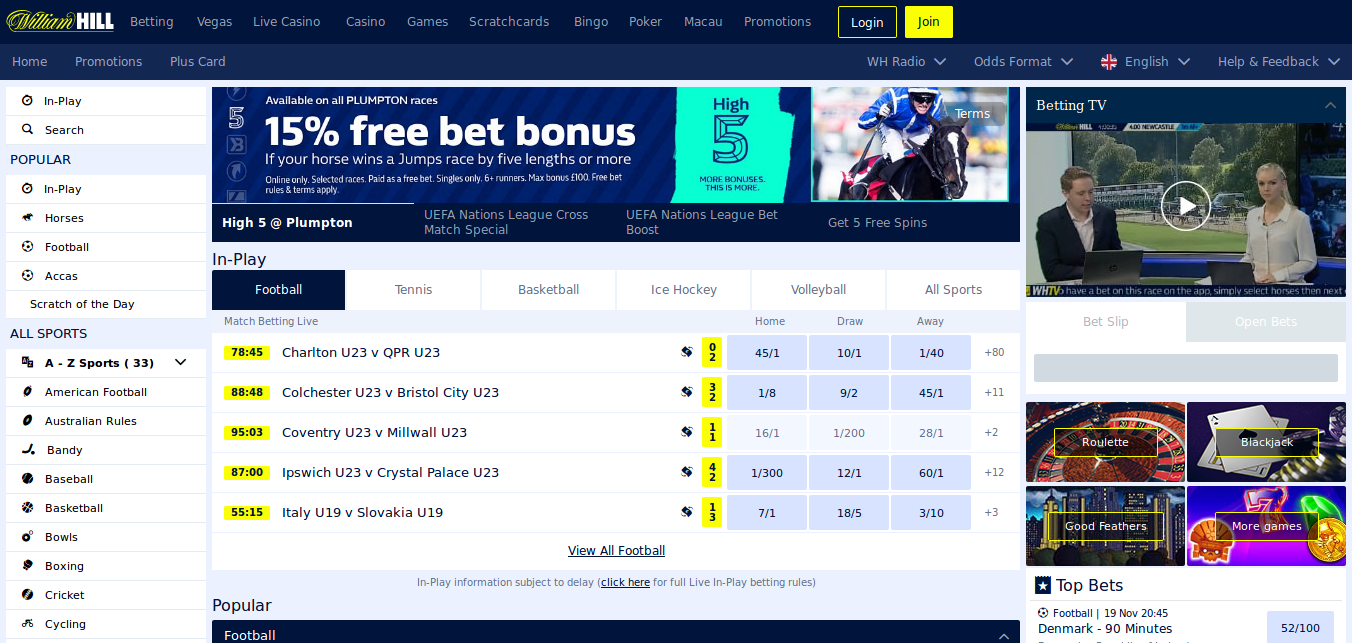 William HILL
Betting
Vegas
Live Casino
Casino
Games
Scratchcards
Bingo
Poker
Macau
Promotions
Login
Join
Home
Promotions
Plus Card
WH Radio
Odds Format
English
Help & Feedback
In-Play
Search
POPULAR
In-Play
Horses
Football
Accas
Scratch of the Day
ALL SPORTS
A - Z Sports ( 33)
American Football
Australian Rules
Bandy
Baseball
Basketball
Bowls
Boxing
Cricket
Cycling
Available on all PLUMPTON races
15% free bet bonus
If your horse wins a Jumps race by five lengths or more
Online only. Selected races. Paid as a free bet. Singles only. 6+ runners. Max bonus £100. Free bet
rules & terms apply.
High
5
MORE BONUSES.
THIS IS MORE.
Terms
High 5 @ Plumpton
UEFA Nations League Cross
Match Special
UEFA Nations League Bet
Boost
Get 5 Free Spins
In-Play
Football
Tennis
Basketball
Ice Hockey
Volleyball
All Sports
Match Betting Live
Home
Draw
Away
78:45 Charlton U23 v QPR U23 0 2 45/1 10/1 1/40 +80
88:48 Colchester U23 v Bristol City U23 3 2 1/8 9/2 45/1 +11
95:03 Coventry U23 v Millwall U23 1 1 16/1 1/200 28/1 +2
87:00 Ipswich U23 v Crystal Palace U23 4 2 1/300 12/1 60/1 +12
55:15 Italy U19 v Slovakia U19 1 3 7/1 18/5 3/10 +3
View All Football
In-Play information subject to delay (click here for full Live In-Play betting rules)
Popular
Football
Betting TV
William HILL
4.00 NEWCASTLE
WHTV
o have a bet on this race on the app, simply select horses then next
Bet Slip
Open Bets
Roulette
Blackjack
Good Feathers
More games
Top Bets
Football | 19 Nov 20:45
Denmark - 90 Minutes
52/100